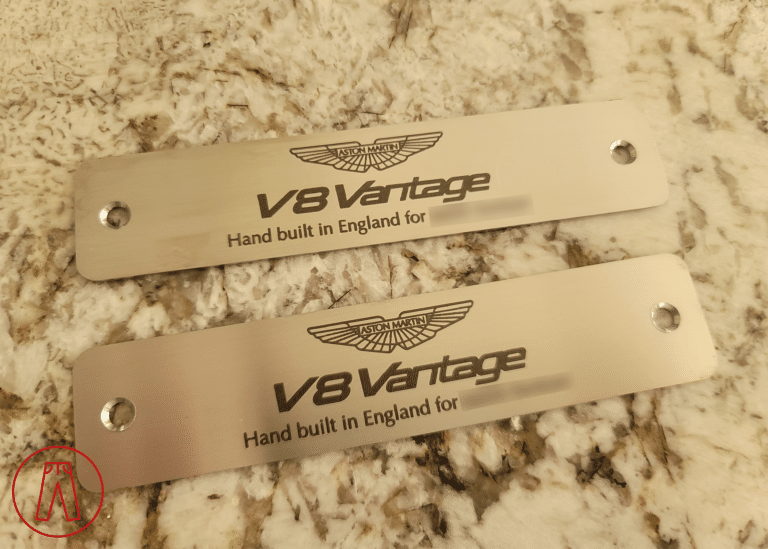 ASTON MARTIN
V8 Vantage
Hand built in England for
ASTON MARTIN
V8 Vantage
Hand built in England for